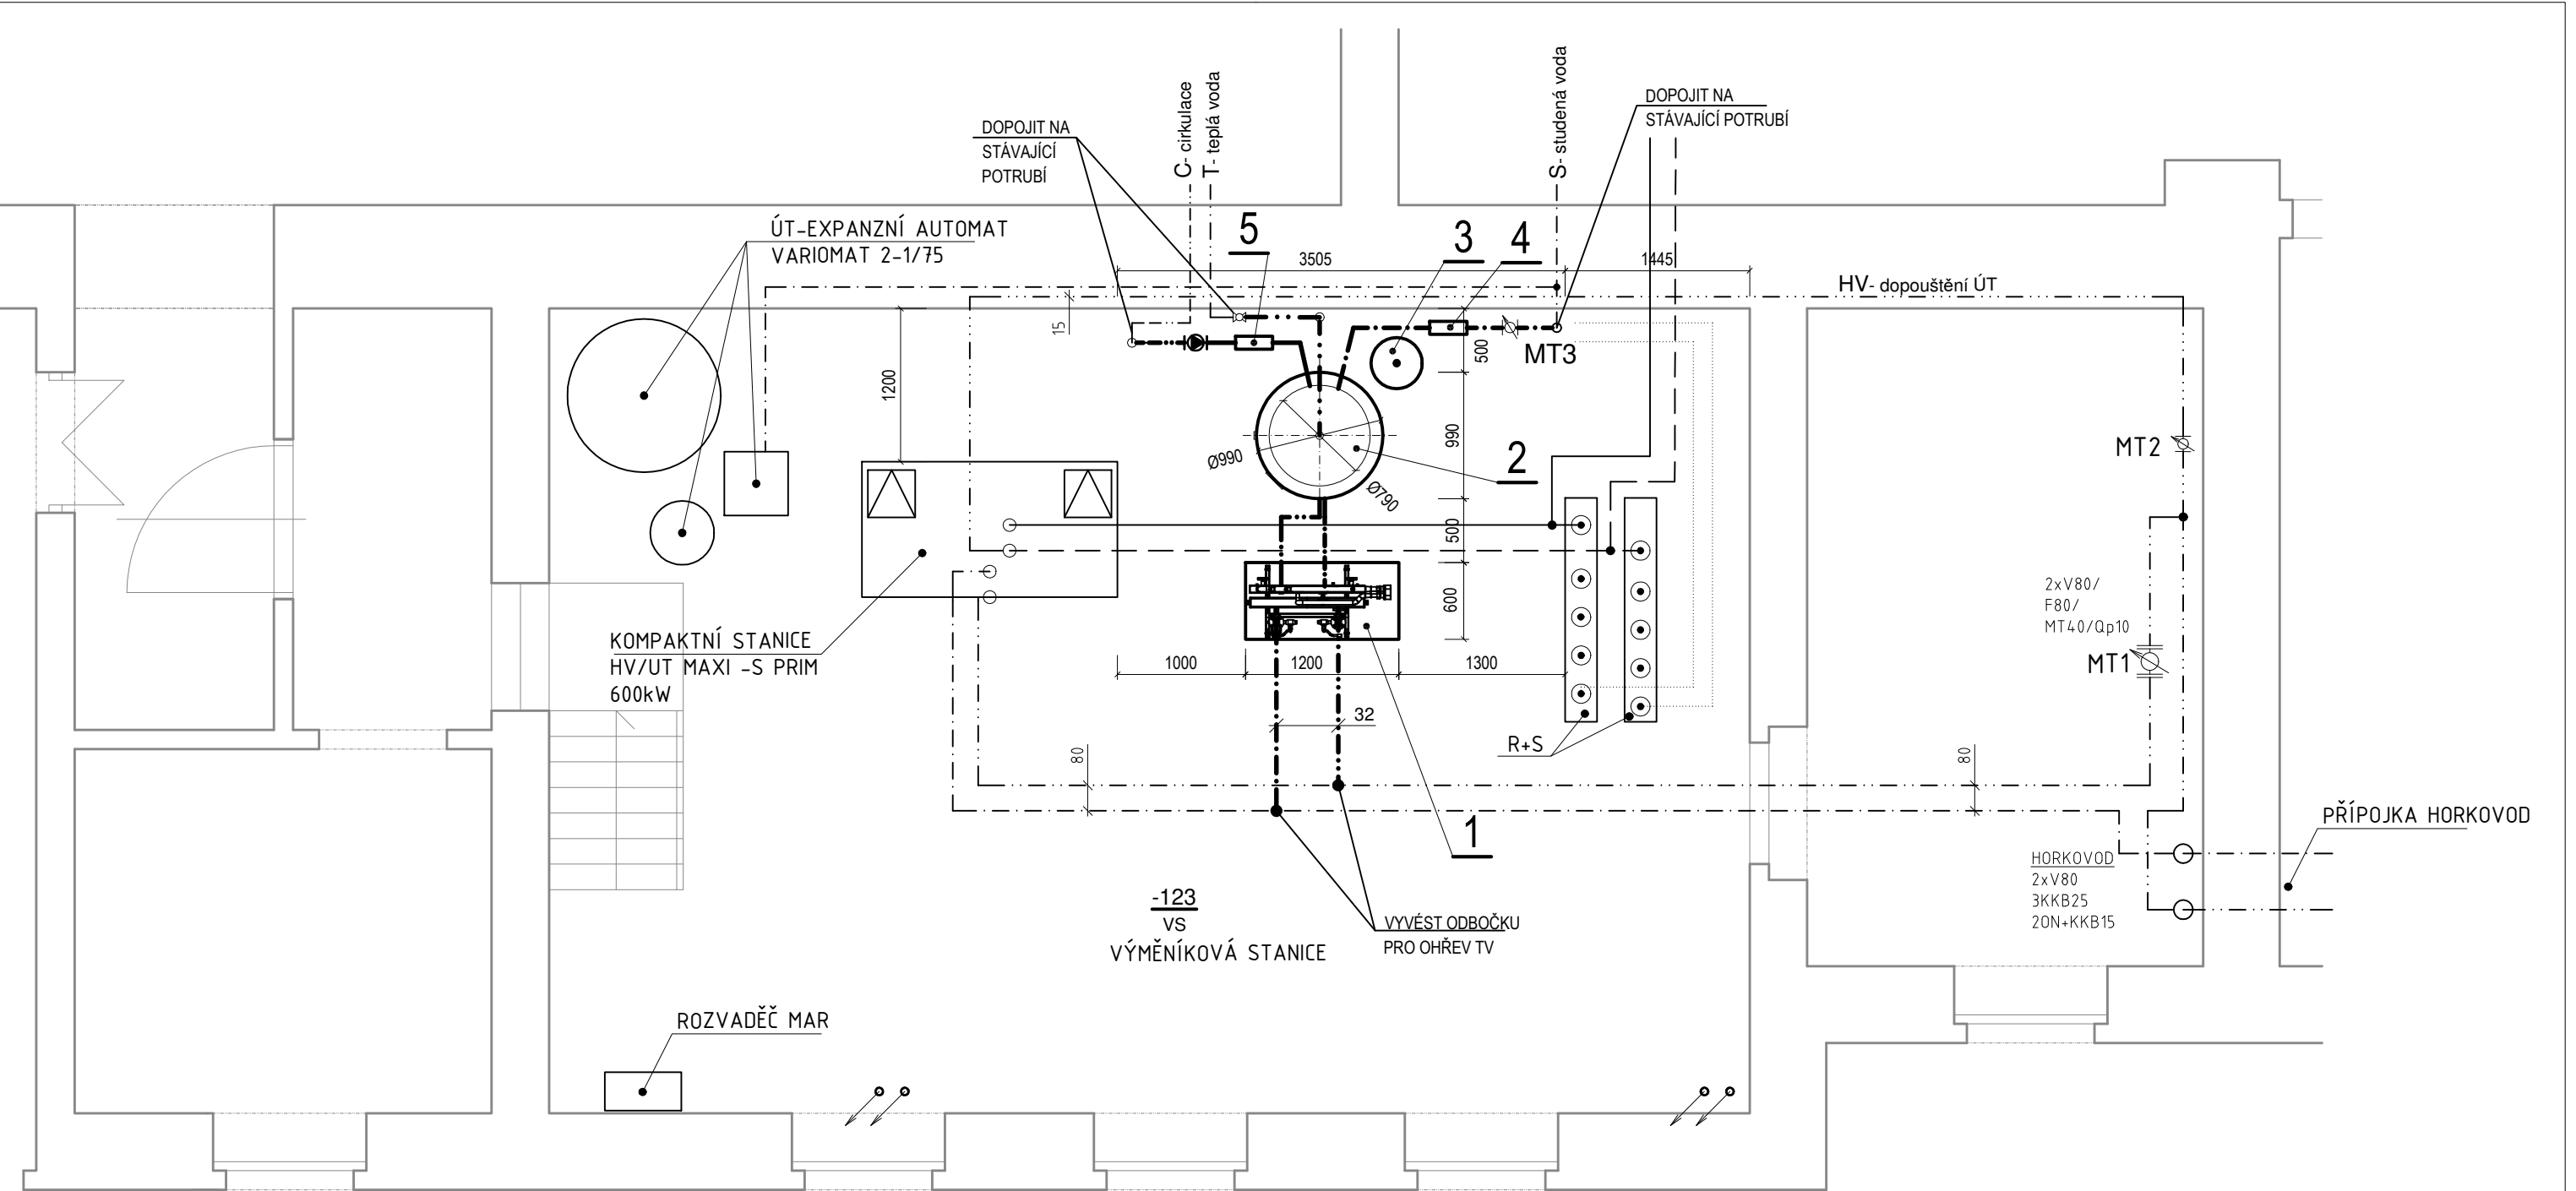 C- cirkulace
T- teplá voda
S- studená voda
DOPOJIT NA
STÁVAJÍCÍ POTRUBÍ
DOPOJIT NA
STÁVAJÍCÍ
POTRUBÍ
ÚT-EXPANZNÍ AUTOMAT
VARIOMAT 2-1/75
5
3
4
3505
1445
HV- dopouštění ÚT
15
500
MT3
1200
990
Ø990
Ø790
2
MT2
500
600
2xV80/
F80/
MT40/Qp10
MT1
KOMPAKTNÍ STANICE
HV/UT MAXI -S PRIM
600kW
1000
1200
1300
32
R+S
80
80
1
PŘÍPOJKA HORKOVOD
HORKOVOD
2xV80
3KKB25
2ON+KKB15
-123
VS
VÝMĚNÍKOVÁ STANICE
VYVÉST ODBOČKU
PRO OHŘEV TV
ROZVADĚČ MAR